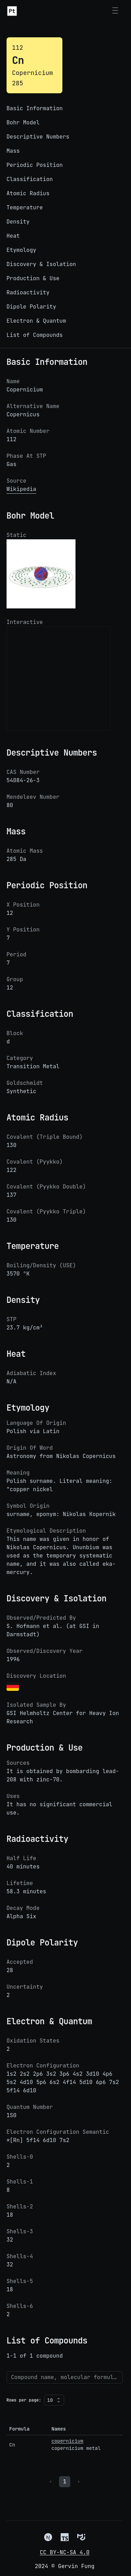 Pt
112
Cn
Copernicium
285
Basic Information
Bohr Model
Descriptive Numbers
Mass
Periodic Position
Classification
Atomic Radius
Temperature
Density
Heat
Etymology
Discovery & Isolation
Production & Use
Radioactivity
Dipole Polarity
Electron & Quantum
List of Compounds
Basic Information
Name
Copernicium
Alternative Name
Copernicus
Atomic Number
112
Phase At STP
Gas
Source
Wikipedia
Bohr Model
Static
Interactive
Descriptive Numbers
CAS Number
54084-26-3
Mendeleev Number
80
Mass
Atomic Mass
285 Da
Periodic Position
X Position
12
Y Position
7
Period
7
Group
12
Classification
Block
d
Category
Transition Metal
Goldschmidt
Synthetic
Atomic Radius
Covalent (Triple Bound)
130
Covalent (Pyykko)
122
Covalent (Pyykko Double)
137
Covalent (Pyykko Triple)
130
Temperature
Boiling/Density (USE)
3570 °K
Density
STP
23.7 kg/cm³
Heat
Adiabatic Index
N/A
Etymology
Language Of Origin
Polish via Latin
Origin Of Word
Astronomy from Nikolas Copernicus
Meaning
Polish surname. Literal meaning:
"copper nickel
Symbol Origin
surname, eponym: Nikolas Kopernik
Etymological Description
This name was given in honor of
Nikolas Copernicus. Ununbium was
used as the temporary systematic
name, and it was also called eka-
mercury.
Discovery & Isolation
Observed/Predicted By
S. Hofmann et al. (at GSI in
Darmstadt)
Observed/Discovery Year
1996
Discovery Location
Isolated Sample By
GSI Helmholtz Center for Heavy Ion
Research
Production & Use
Sources
It is obtained by bombarding lead-
208 with zinc-70.
Uses
It has no significant commercial
use.
Radioactivity
Half Life
40 minutes
Lifetime
58.3 minutes
Decay Mode
Alpha Six
Dipole Polarity
Accepted
28
Uncertainty
2
Electron & Quantum
Oxidation States
2
Electron Configuration
1s2 2s2 2p6 3s2 3p6 4s2 3d10 4p6
5s2 4d10 5p6 6s2 4f14 5d10 6p6 7s2
5f14 6d10
Quantum Number
1S0
Electron Configuration Semantic
*[Rn] 5f14 6d10 7s2
Shells-0
2
Shells-1
8
Shells-2
18
Shells-3
32
Shells-4
32
Shells-5
18
Shells-6
2
List of Compounds
1-1 of 1 compound
Compound name, molecular formul…
Rows per page: 10
Formula Names
Cn copernicium
copernicium metal
1
CC BY-NC-SA 4.0
2024 © Gervin Fung